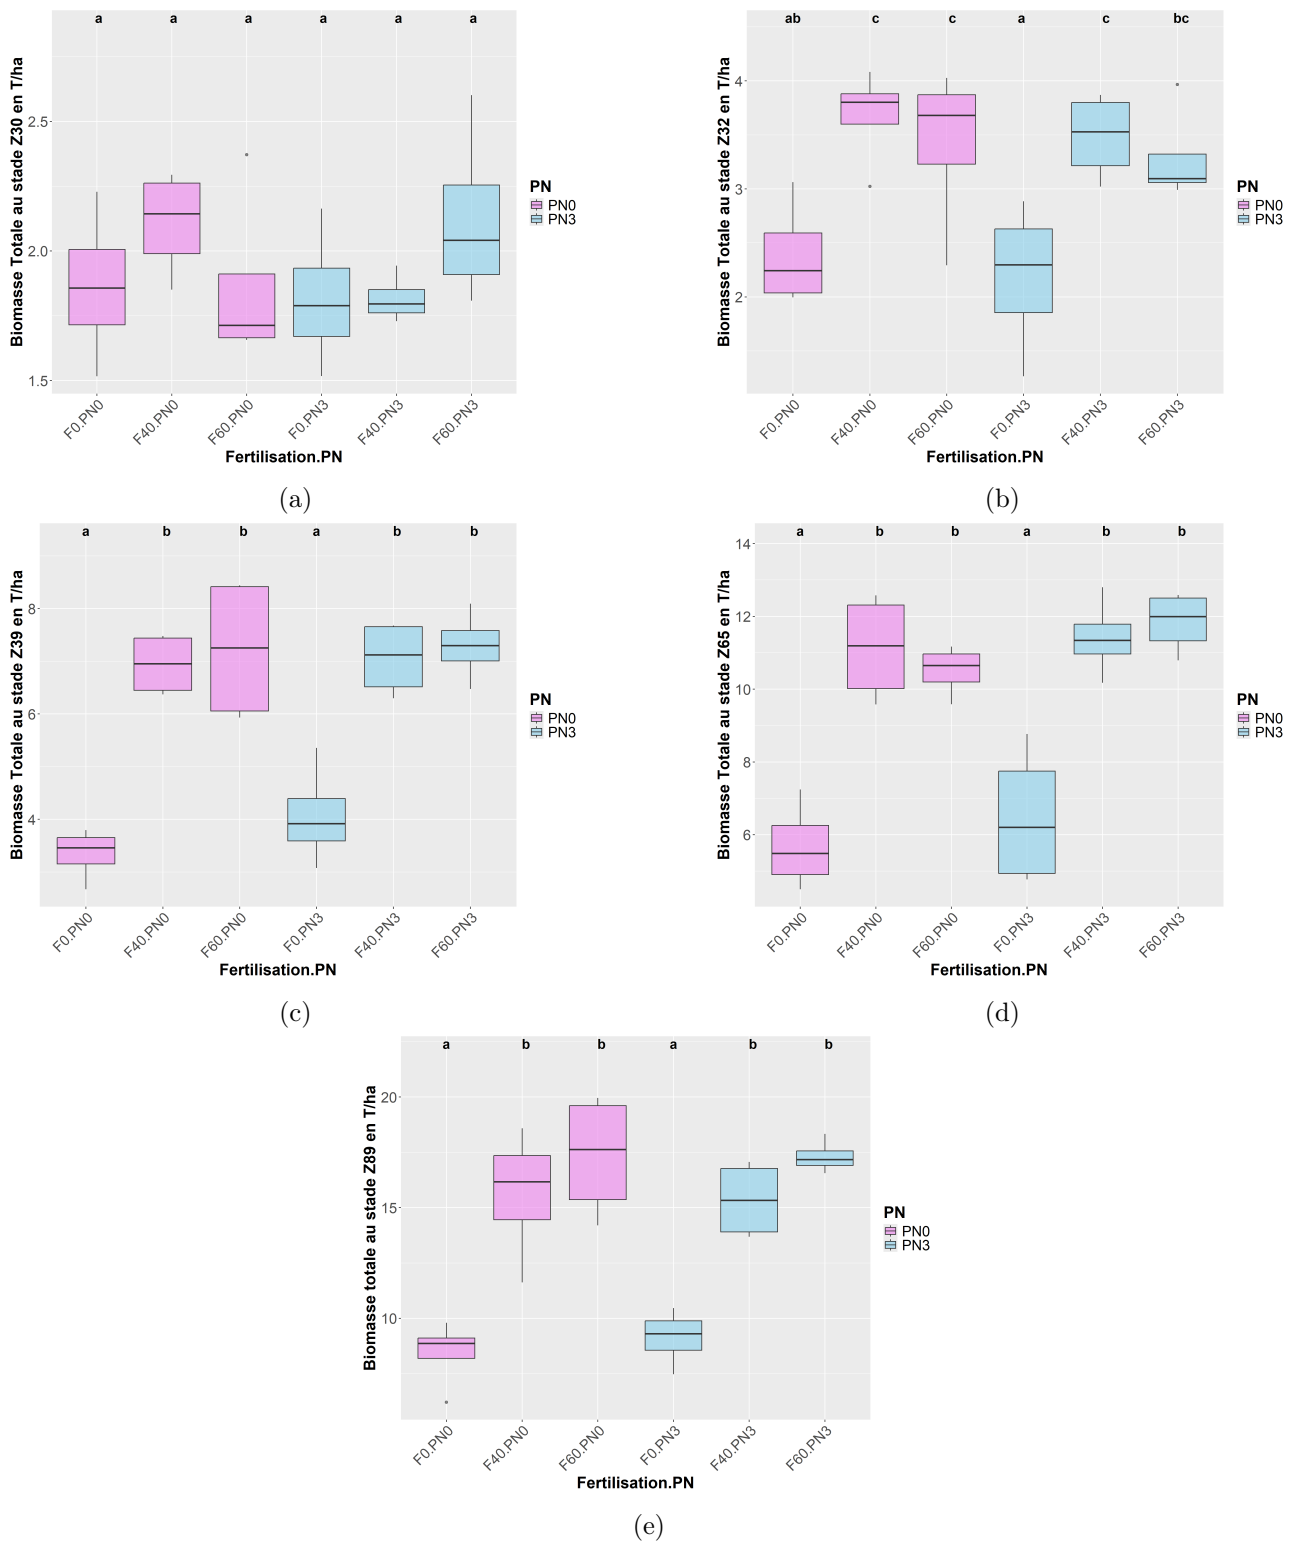 a a a a a a
Biomasse Totale au stade Z30 en T/ha
2.5
2.0
1.5
F0.PN0 F40.PN0 F60.PN0 F0.PN3 F40.PN3 F60.PN3
Fertilisation.PN
PN
PN0
PN3
(a)
ab c c a c bc
Biomasse Totale au stade Z32 en T/ha
4
3
2
F0.PN0 F40.PN0 F60.PN0 F0.PN3 F40.PN3 F60.PN3
Fertilisation.PN
PN
PN0
PN3
(b)
a b b a b b
Biomasse Totale au stade Z39 en T/ha
8
6
4
F0.PN0 F40.PN0 F60.PN0 F0.PN3 F40.PN3 F60.PN3
Fertilisation.PN
PN
PN0
PN3
(c)
a b b a b b
Biomasse Totale au stade Z65 en T/ha
14
12
10
8
6
F0.PN0 F40.PN0 F60.PN0 F0.PN3 F40.PN3 F60.PN3
Fertilisation.PN
PN
PN0
PN3
(d)
a b b a b b
Biomasse totale au stade Z89 en T/ha
20
15
10
F0.PN0 F40.PN0 F60.PN0 F0.PN3 F40.PN3 F60.PN3
Fertilisation.PN
PN
PN0
PN3
(e)